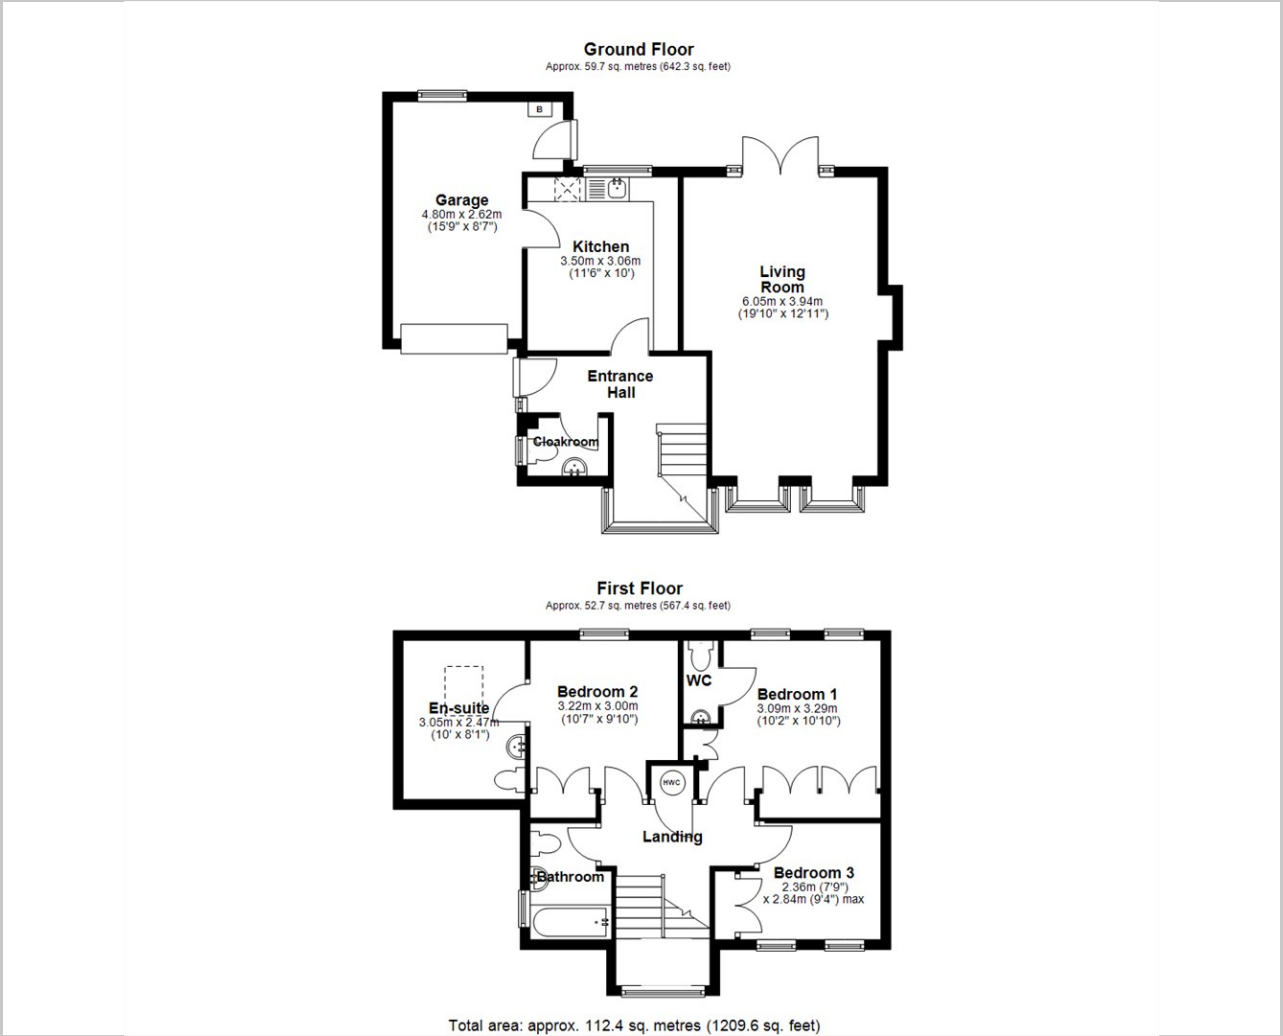 Ground Floor
Approx. 59.7 sq. metres (642.3 sq. feet)
B
Garage
4.80m x 2.62m
(15'9" x 8'7")
Kitchen
3.50m x 3.06m
(11'6" x 10')
Living
Room
6.05m x 3.94m
(19'10" x 12'11")
Entrance
Hall
Cloakroom
First Floor
Approx. 52.7 sq. metres (567.4 sq. feet)
En-suite
3.05m x 2.47m
(10' x 8'1")
Bedroom 2
3.22m x 3.00m
(10'7" x 9'10")
WC
Bedroom 1
3.09m x 3.29m
(10'2" x 10'10")
HWC
Landing
Bathroom
Bedroom 3
2.36m (7'9")
x 2.84m (9'4") max
Total area: approx. 112.4 sq. metres (1209.6 sq. feet)